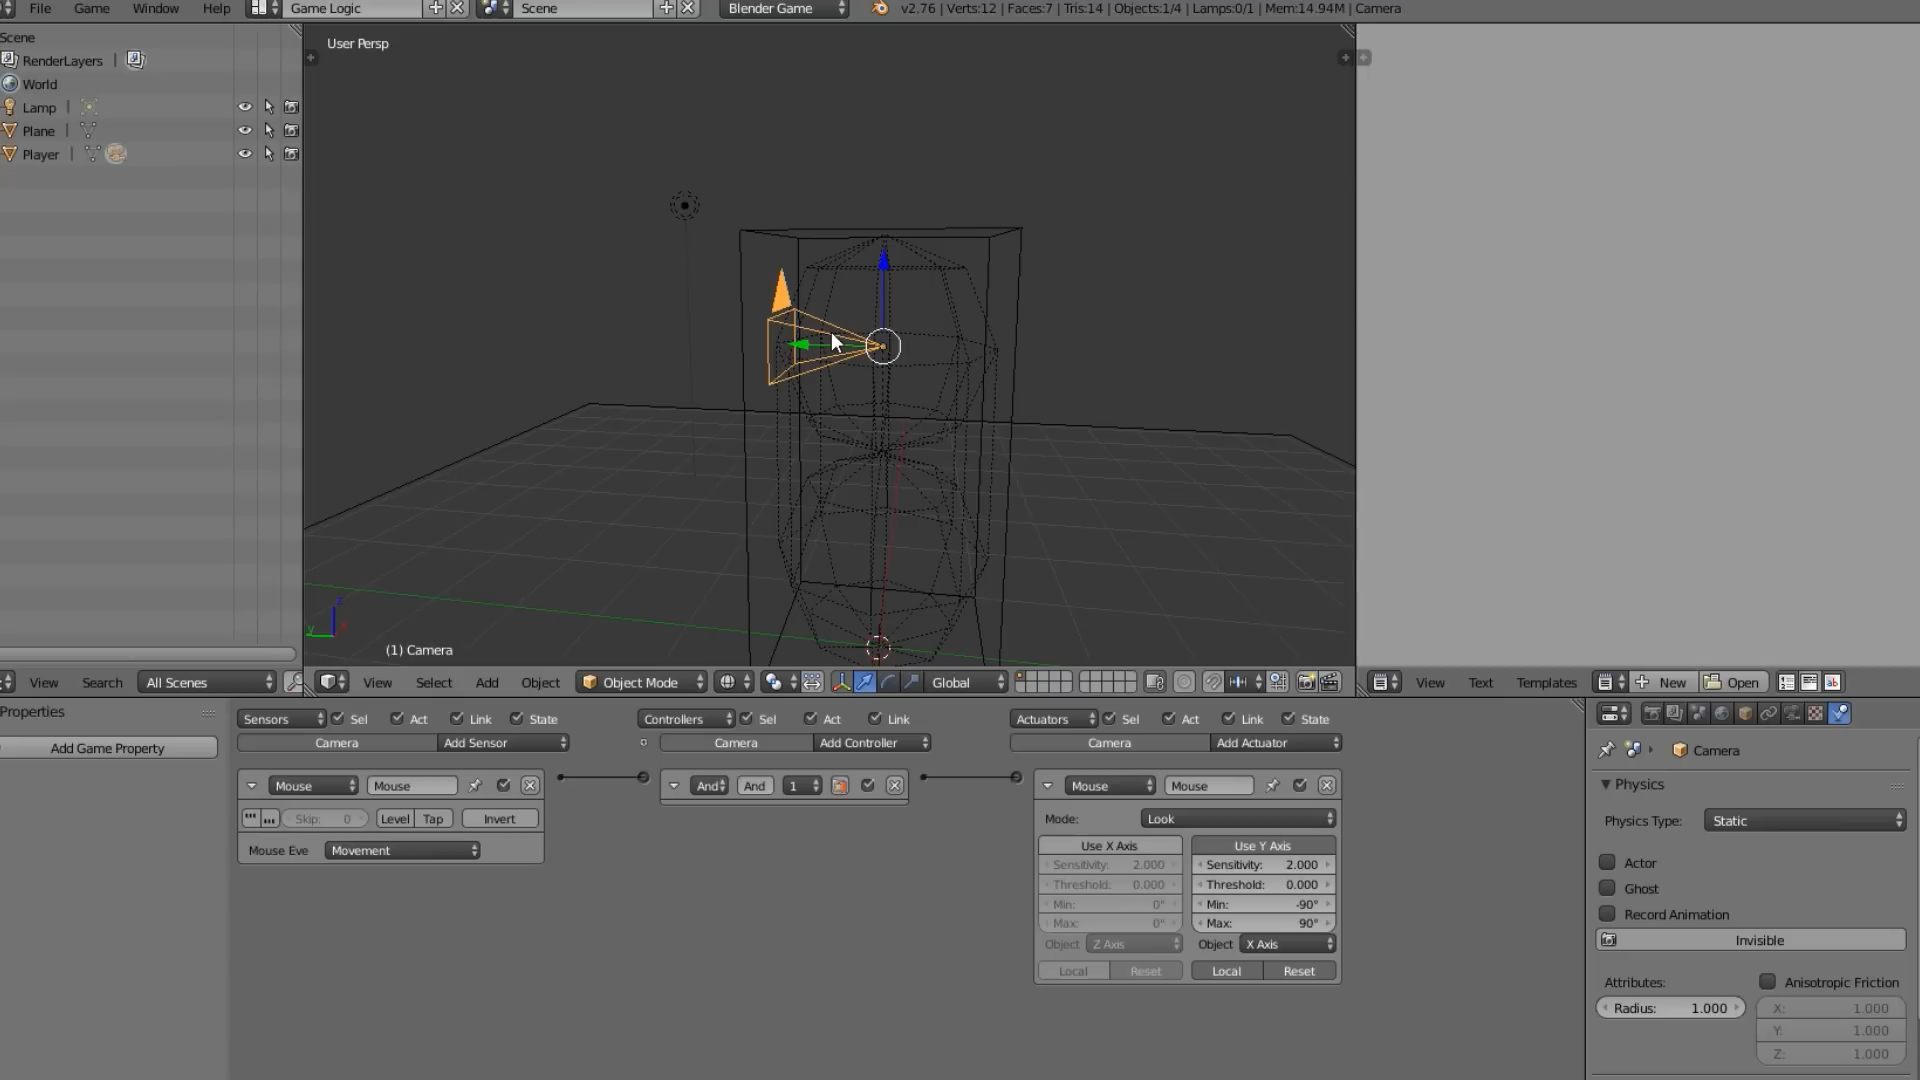 File Game Window Help Game Logic Scene Blender Game v2.76 | Verts:12 | Faces:7 | Tris:14 | Objects:1/4 | Lamps:0/1 | Mem:14.94M | Camera
Scene
RenderLayers |
World
Lamp |
Plane |
Player |
User Persp
(1) Camera
View Search All Scenes
View Select Add Object Object Mode Global
View Text Templates New Open
Properties
Add Game Property
Sensors Sel Act Link State
Camera Add Sensor
Mouse Mouse
Skip: 0 Level Tap Invert
Mouse Eve Movement
Controllers Sel Act Link
Camera Add Controller
And And 1
Actuators Sel Act Link State
Camera Add Actuator
Mouse Mouse
Mode: Look
Use X Axis Use Y Axis
Sensitivity: 2.000 Sensitivity: 2.000
Threshold: 0.000 Threshold: 0.000
Min: 0° Min: -90°
Max: 0° Max: 90°
Object Z Axis Object X Axis
Local Reset Local Reset
Camera
Physics
Physics Type: Static
Actor
Ghost
Record Animation
Invisible
Attributes: Anisotropic Friction
Radius: 1.000 X: 1.000
Y: 1.000
Z: 1.000